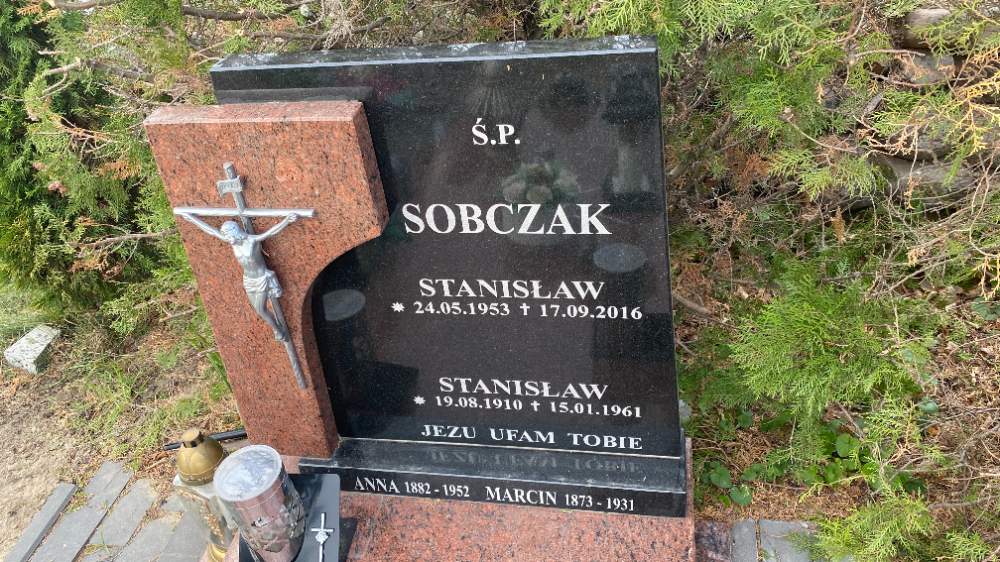 Ś.P.
SOBCZAK
STANISŁAW
* 24.05.1953 † 17.09.2016
STANISŁAW
* 19.08.1910 † 15.01.1961
JEZU UFAM TOBIE
ANNA 1882 - 1952 MARCIN 1873 - 1931